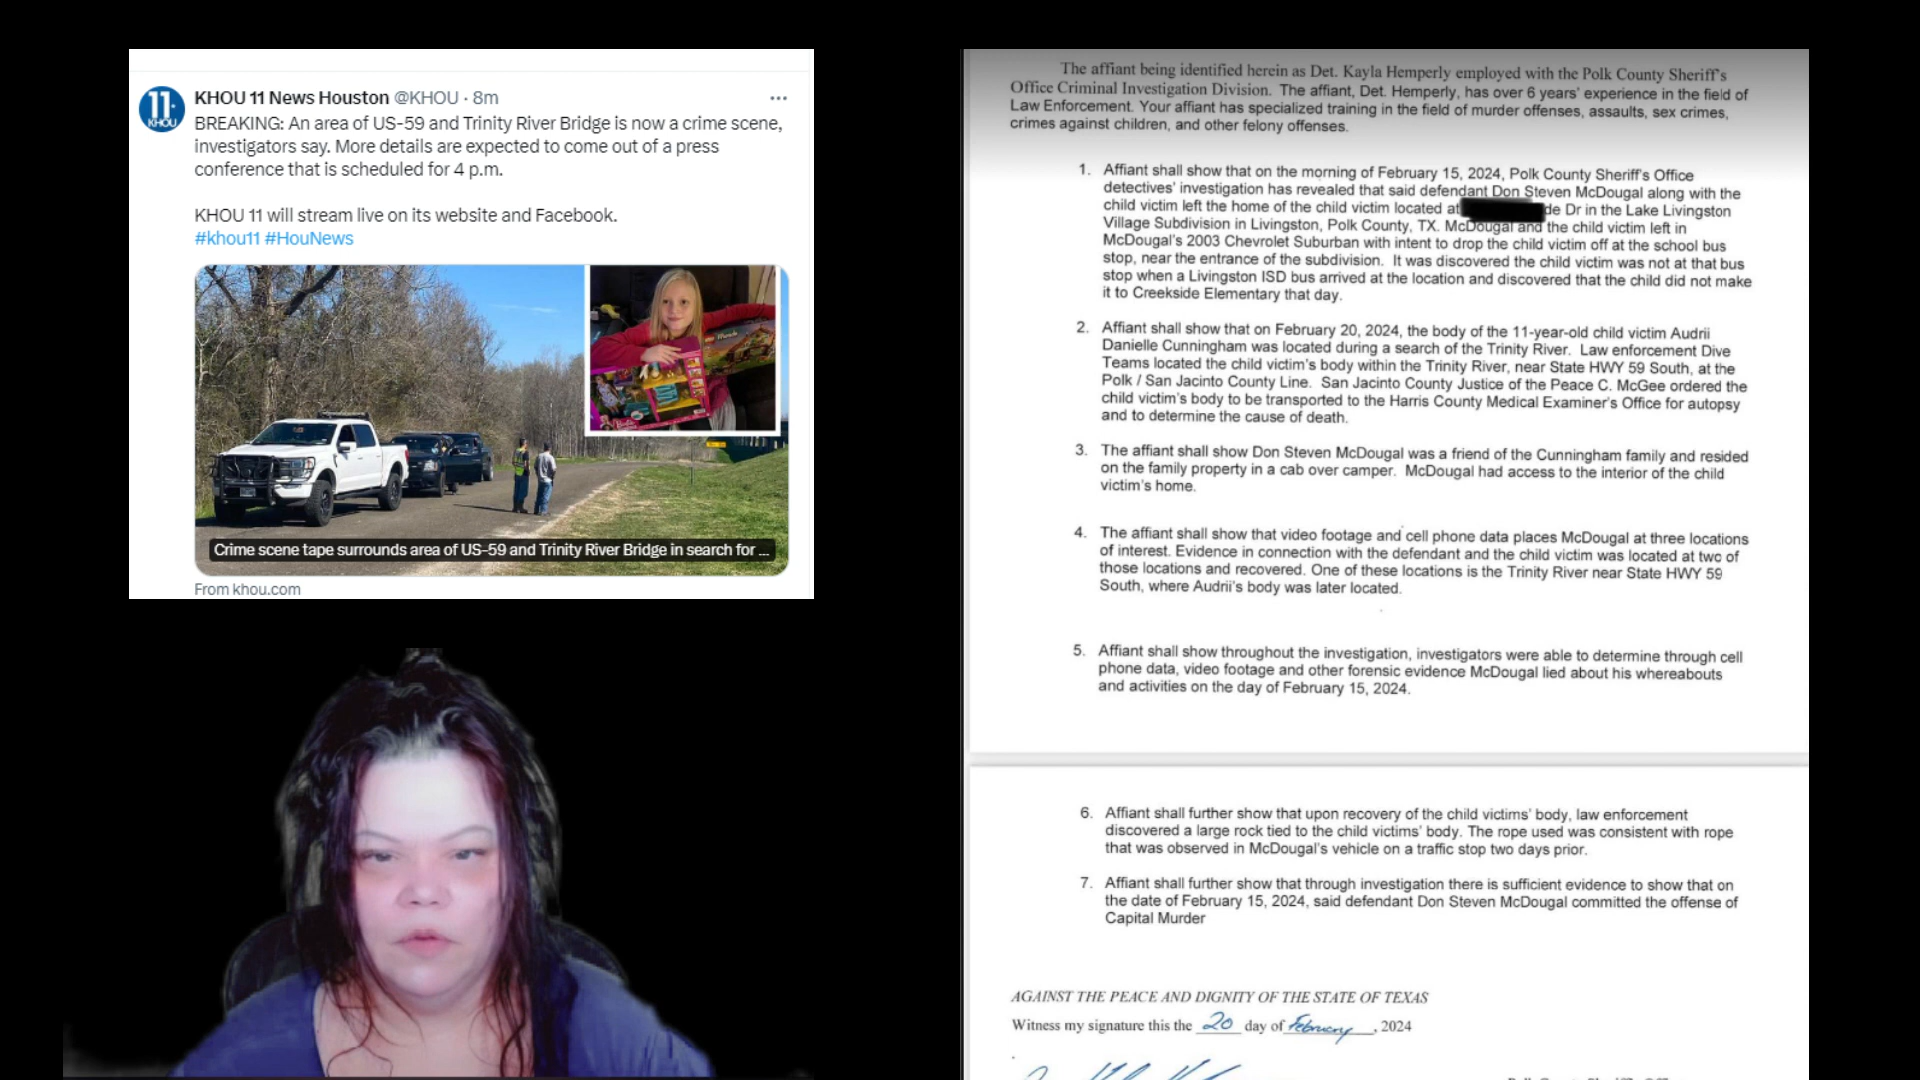 KHOU 11 News Houston @KHOU · 8m
BREAKING: An area of US-59 and Trinity River Bridge is now a crime scene,
investigators say. More details are expected to come out of a press
conference that is scheduled for 4 p.m.
KHOU 11 will stream live on its website and Facebook.
#khou11 #HouNews
11
KHOU
Crime scene tape surrounds area of US-59 and Trinity River Bridge in search for ...
From khou.com
The affiant being identified herein as Det. Kayla Hemperly employed with the Polk County Sheriff's
Office Criminal Investigation Division. The affiant, Det. Hemperly, has over 6 years' experience in the field of
Law Enforcement. Your affiant has specialized training in the field of murder offenses, assaults, sex crimes,
crimes against children, and other felony offenses.
1. Affiant shall show that on the morning of February 15, 2024, Polk County Sheriff's Office
detectives' investigation has revealed that said defendant Don Steven McDougal along with the
child victim left the home of the child victim located at de Dr in the Lake Livingston
Village Subdivision in Livingston, Polk County, TX. McDougal and the child victim left in
McDougal's 2003 Chevrolet Suburban with intent to drop the child victim off at the school bus
stop, near the entrance of the subdivision. It was discovered the child victim was not at that bus
stop when a Livingston ISD bus arrived at the location and discovered that the child did not make
it to Creekside Elementary that day.
2. Affiant shall show that on February 20, 2024, the body of the 11-year-old child victim Audrii
Danielle Cunningham was located during a search of the Trinity River. Law enforcement Dive
Teams located the child victim's body within the Trinity River, near State HWY 59 South, at the
Polk / San Jacinto County Line. San Jacinto County Justice of the Peace C. McGee ordered the
child victim's body to be transported to the Harris County Medical Examiner's Office for autopsy
and to determine the cause of death.
3. The affiant shall show Don Steven McDougal was a friend of the Cunningham family and resided
on the family property in a cab over camper. McDougal had access to the interior of the child
victim's home.
4. The affiant shall show that video footage and cell phone data places McDougal at three locations
of interest. Evidence in connection with the defendant and the child victim was located at two of
those locations and recovered. One of these locations is the Trinity River near State HWY 59
South, where Audrii's body was later located.
5. Affiant shall show throughout the investigation, investigators were able to determine through cell
phone data, video footage and other forensic evidence McDougal lied about his whereabouts
and activities on the day of February 15, 2024.
6. Affiant shall further show that upon recovery of the child victims' body, law enforcement
discovered a large rock tied to the child victims' body. The rope used was consistent with rope
that was observed in McDougal's vehicle on a traffic stop two days prior.
7. Affiant shall further show that through investigation there is sufficient evidence to show that on
the date of February 15, 2024, said defendant Don Steven McDougal committed the offense of
Capital Murder
AGAINST THE PEACE AND DIGNITY OF THE STATE OF TEXAS
Witness my signature this the 20 day of February, 2024